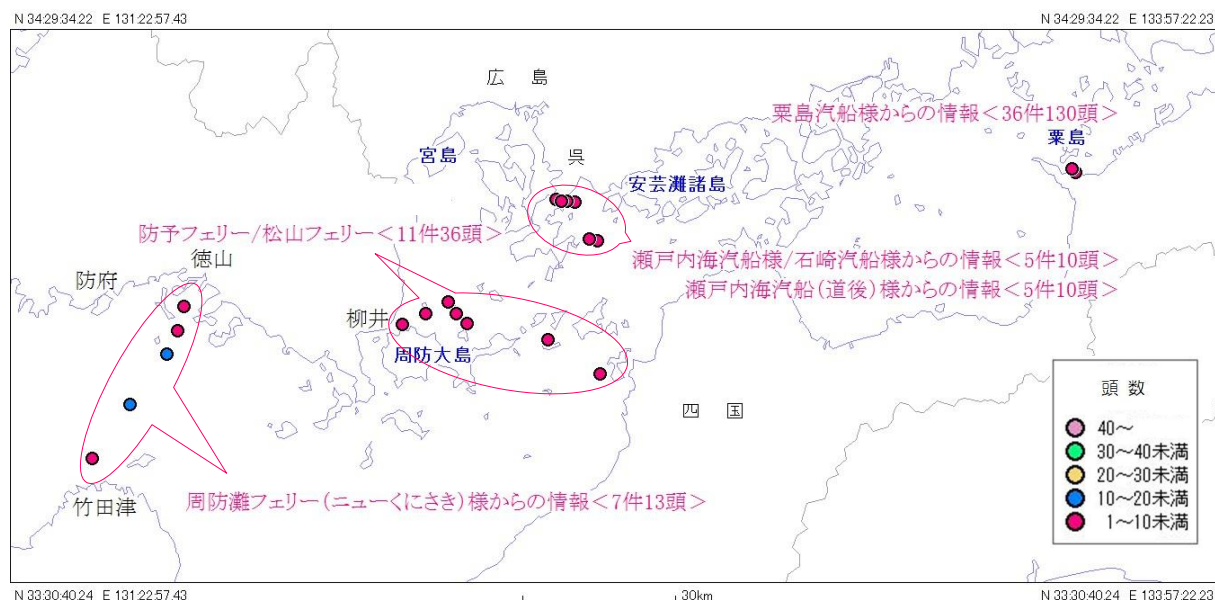 N 34:29:34.22 E 131:22:57.43
N 34:29:34.22 E 133:57:22.23
広 島
粟島汽船様からの情報<36件130頭>
粟島
宮島
呉
安芸灘諸島
防予フェリー/松山フェリー<11件36頭>
瀬戸内海汽船様/石崎汽船様からの情報<5件10頭>
徳山
防府
瀬戸内海汽船(道後)様からの情報<5件10頭>
柳井
周防大島
四 国
頭 数
40~
30~40未満
20~30未満
10~20未満
1~10未満
周防灘フェリー(ニューくにさき)様からの情報<7件13頭>
竹田津
N 33:30:40.24 E 131:22:57.43
30km
N 33:30:40.24 E 133:57:22.23